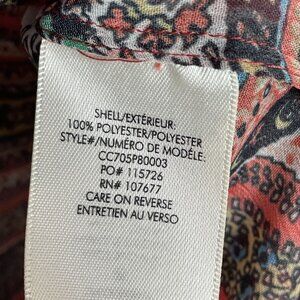 SHELL/EXTÉRIEUR:
100% POLYESTER/POLYESTER
STYLE#/NUMÉRO DE MODÈLE:
CC705P80003
PO# 115726
RN# 107677
CARE ON REVERSE
ENTRETIEN AU VERSO